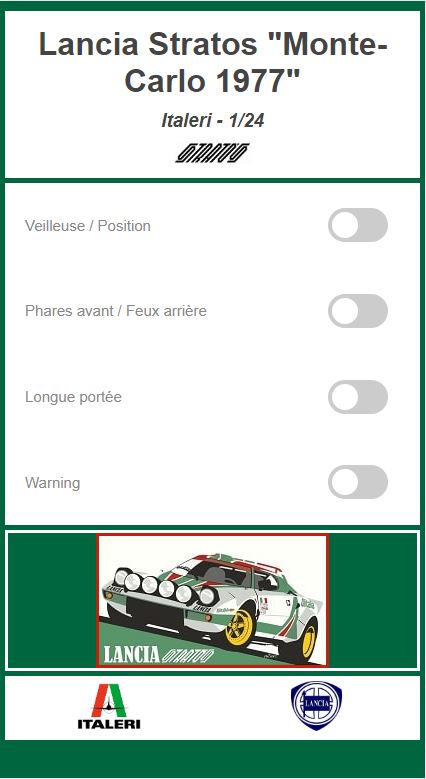 Lancia Stratos "Monte-
Carlo 1977"
Italeri - 1/24
STRATOS
Veilleuse / Position
Phares avant / Feux arrière
Longue portée
Warning
LANCIA STRATOS
ITALERI
LANCIA